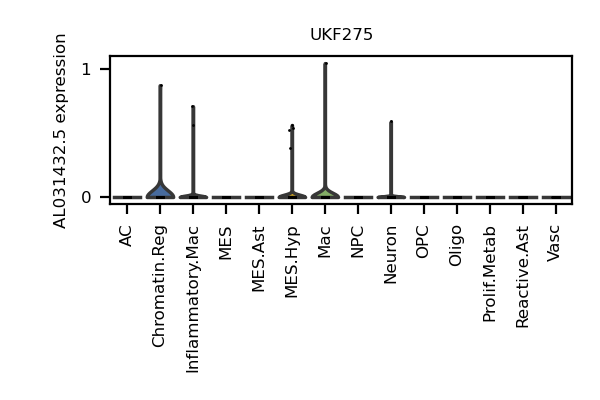 UKF275
AL031432.5 expression
1
0
AC
Chromatin.Reg
Inflammatory.Mac
MES
MES.Ast
MES.Hyp
Mac
NPC
Neuron
OPC
Oligo
Prolif.Metab
Reactive.Ast
Vasc